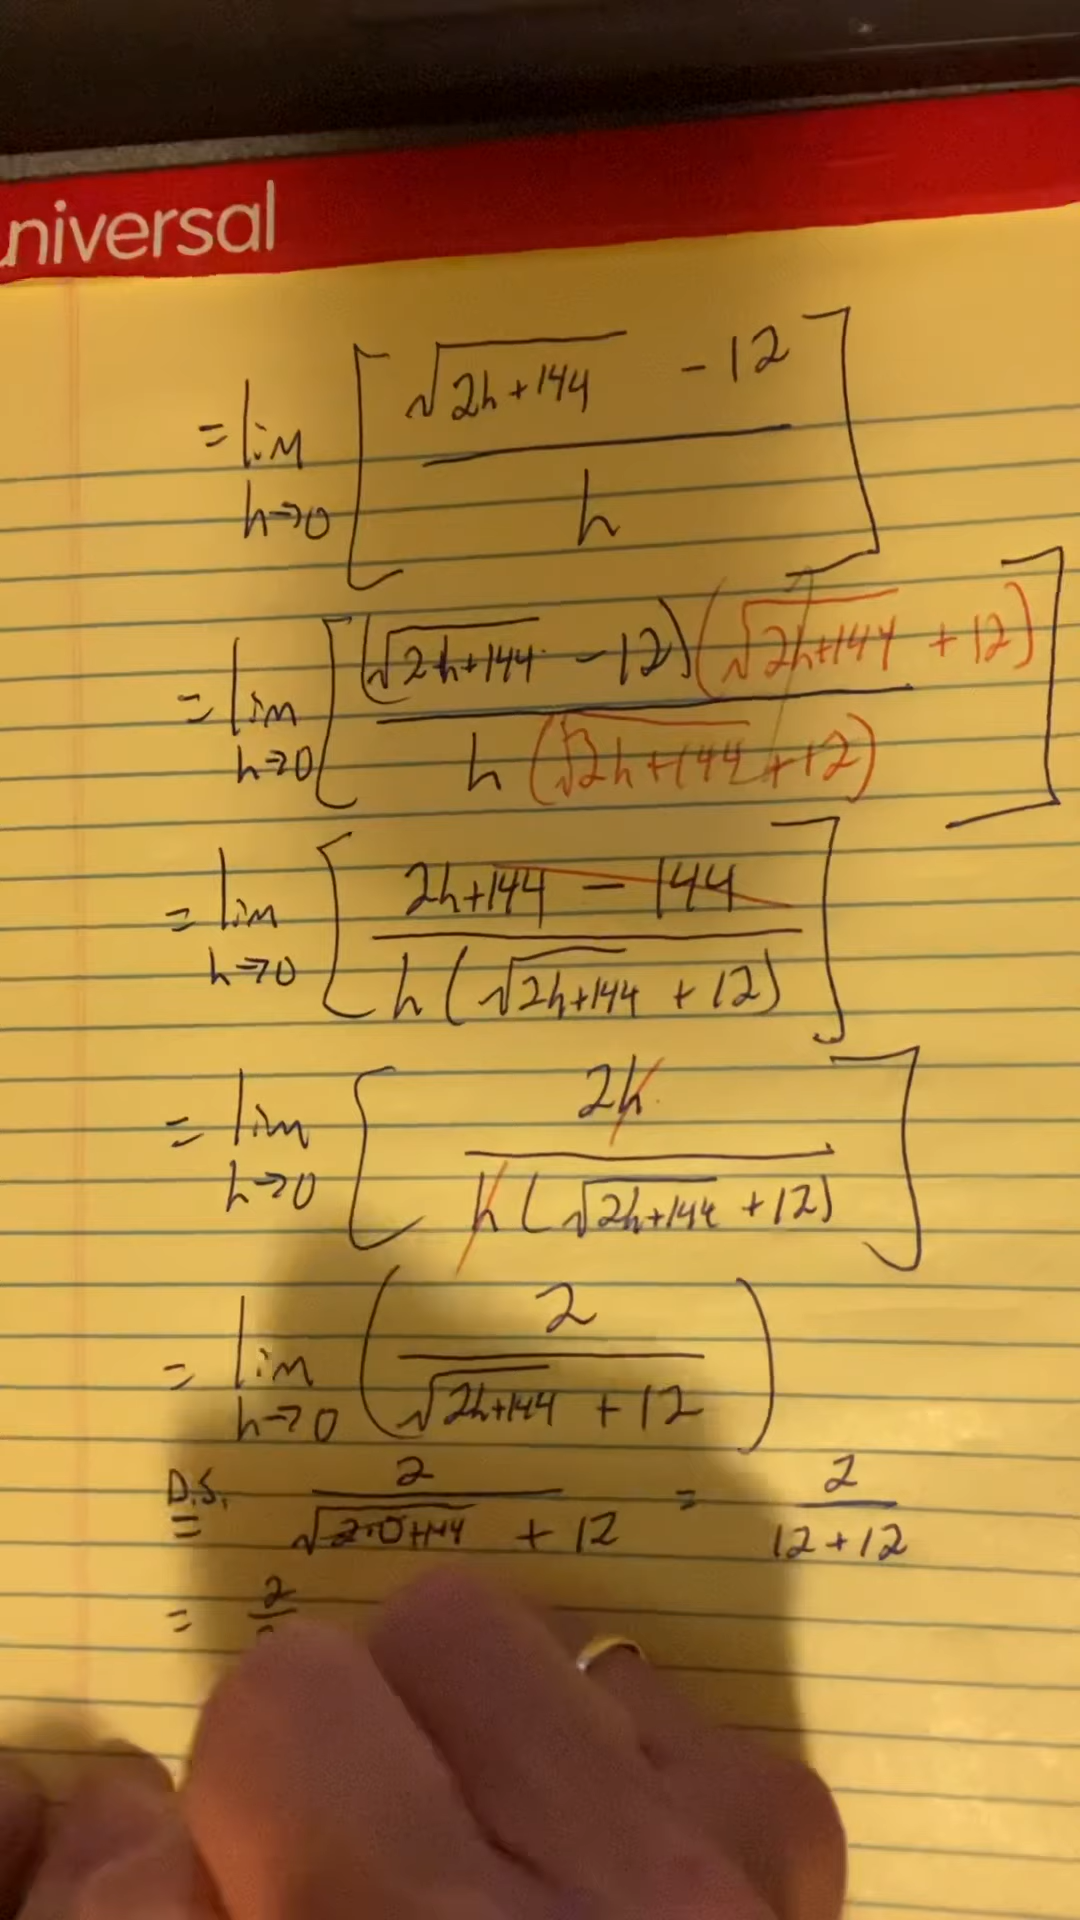 niversal
= lim h→0 [ (√(2h+144) - 12) / h ]
= lim h→0 [ (√(2h+144) - 12)(√(2h+144) + 12) / h(√(2h+144) + 12) ]
= lim h→0 [ (2h+144 - 144) / h(√(2h+144) + 12) ]
= lim h→0 [ 2h / h(√(2h+144) + 12) ]
= lim h→0 ( 2 / (√(2h+144) + 12) )
D.S. = 2 / (√(2·0+144) + 12) = 2 / (12+12)
= 2